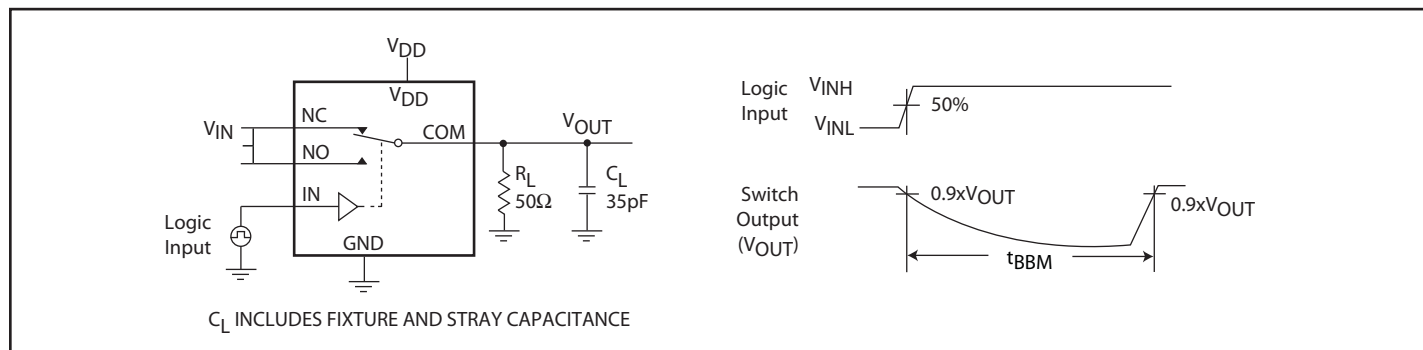 VDD
VDD
NC
VIN
COM
VOUT
NO
RL
50Ω
CL
35pF
IN
Logic
Input
GND
CL INCLUDES FIXTURE AND STRAY CAPACITANCE
Logic
Input
VINH
50%
VINL
Switch
Output
(VOUT)
0.9xVOUT
0.9xVOUT
tBBM